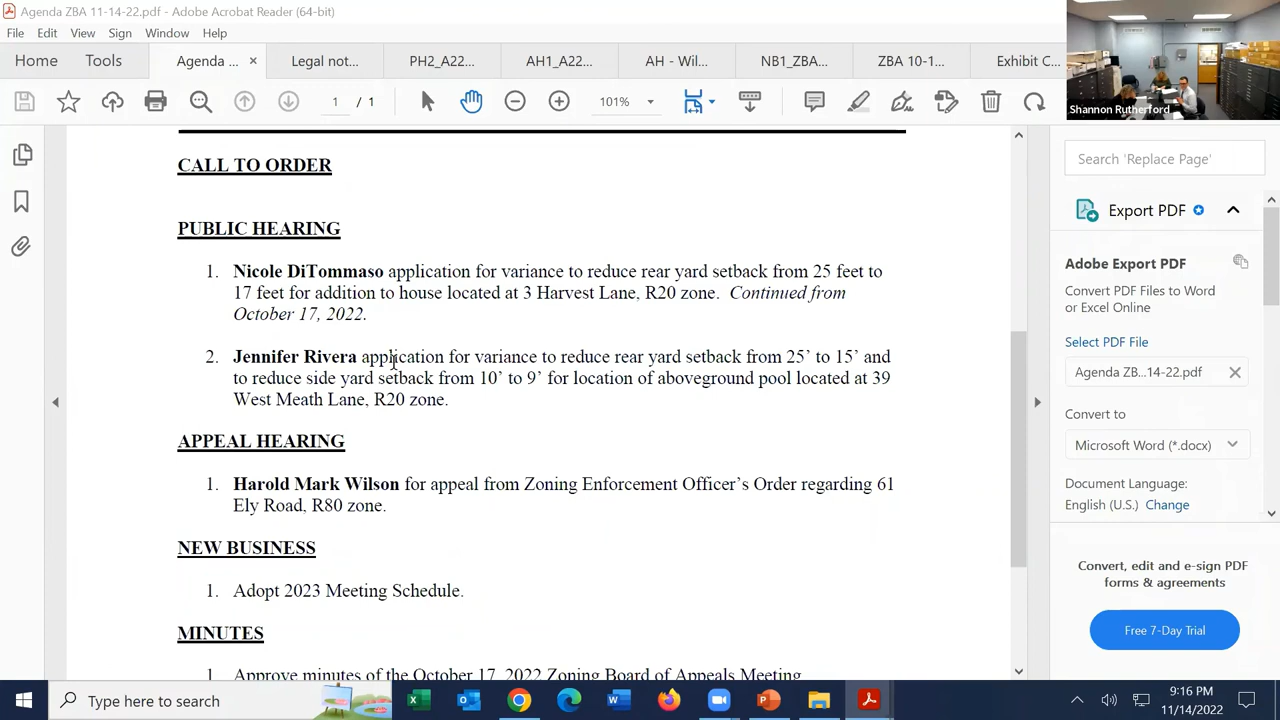 Agenda ZBA 11-14-22.pdf - Adobe Acrobat Reader (64-bit)
File Edit View Sign Window Help
Home Tools Agenda ... × Legal not... PH2_A22... AH1_A22... AH - Wil... NB1_ZBA... ZBA 10-1... Exhibit C...
1 / 1 101%
Shannon Rutherford
CALL TO ORDER
PUBLIC HEARING
1. Nicole DiTommaso application for variance to reduce rear yard setback from 25 feet to
17 feet for addition to house located at 3 Harvest Lane, R20 zone. Continued from
October 17, 2022.
2. Jennifer Rivera application for variance to reduce rear yard setback from 25’ to 15’ and
to reduce side yard setback from 10’ to 9’ for location of aboveground pool located at 39
West Meath Lane, R20 zone.
APPEAL HEARING
1. Harold Mark Wilson for appeal from Zoning Enforcement Officer’s Order regarding 61
Ely Road, R80 zone.
NEW BUSINESS
1. Adopt 2023 Meeting Schedule.
MINUTES
1. Approve minutes of the October 17, 2022 Zoning Board of Appeals Meeting
Search 'Replace Page'
Export PDF
Adobe Export PDF
Convert PDF Files to Word
or Excel Online
Select PDF File
Agenda ZB...14-22.pdf
Convert to
Microsoft Word (*.docx)
Document Language:
English (U.S.) Change
Convert, edit and e-sign PDF
forms & agreements
Free 7-Day Trial
Type here to search
9:16 PM
11/14/2022